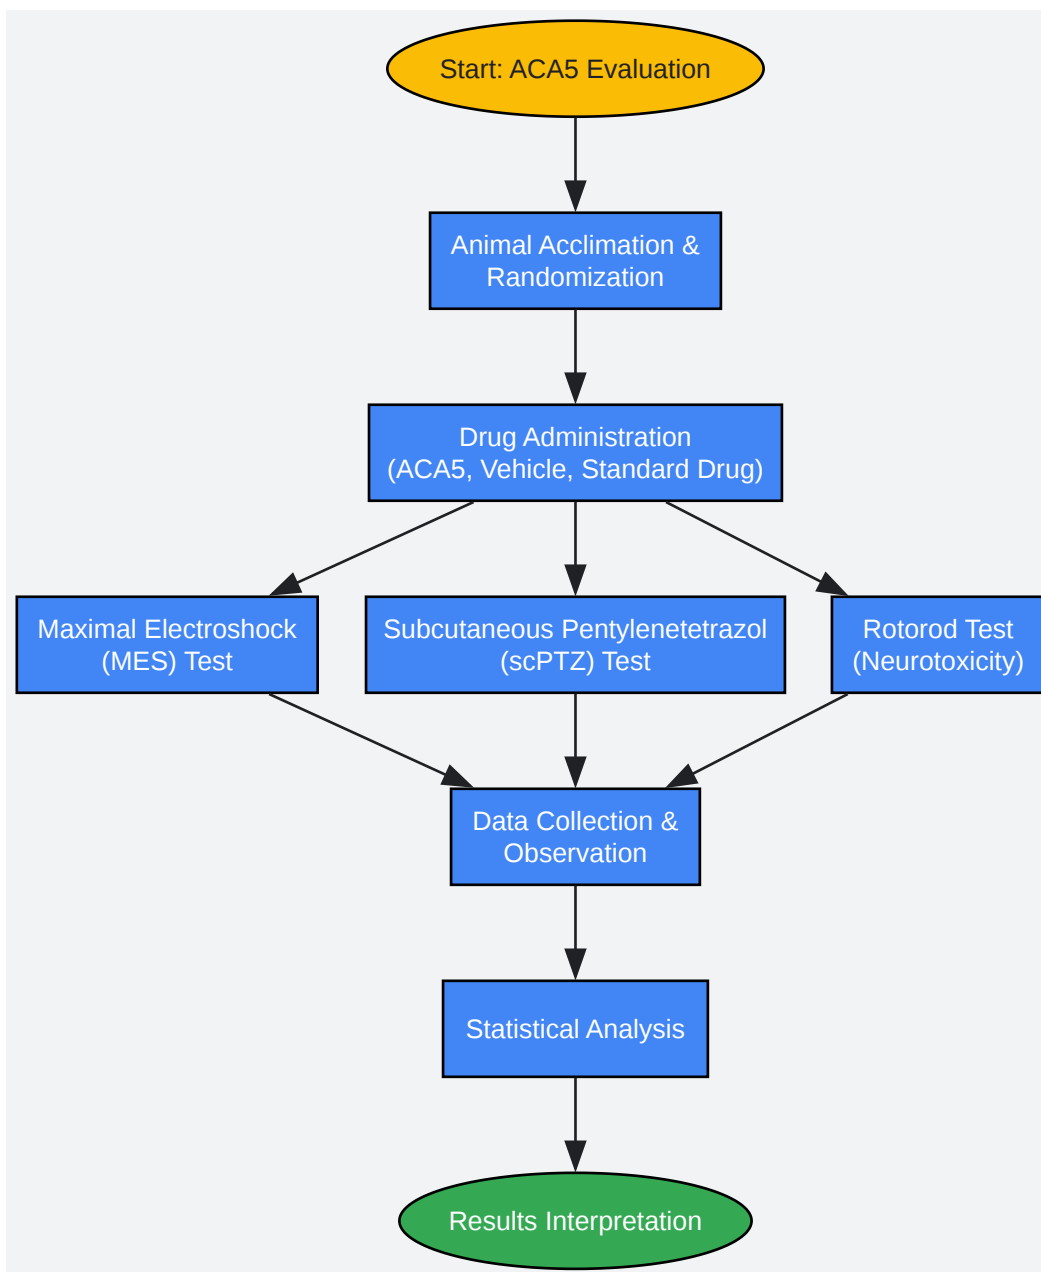 Start: ACA5 Evaluation
Animal Acclimation &
Randomization
Drug Administration
(ACA5, Vehicle, Standard Drug)
Maximal Electroshock
(MES) Test
Subcutaneous Pentylenetetrazol
(scPTZ) Test
Rotorod Test
(Neurotoxicity)
Data Collection &
Observation
Statistical Analysis
Results Interpretation